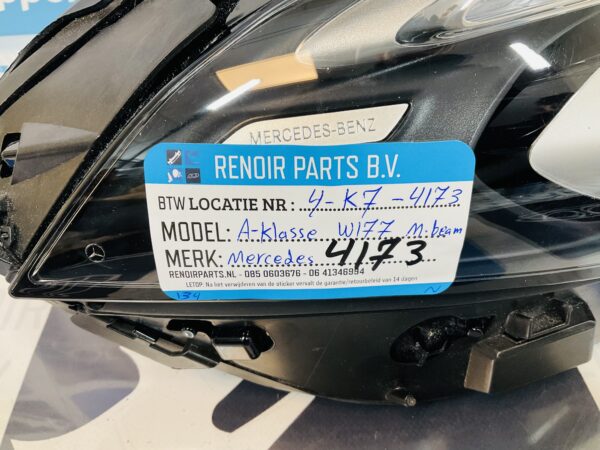 MERCEDES-BENZ
RENOIR PARTS B.V.
BTW LOCATIE NR : 4-K7-4173
MODEL: A-klasse W177 M.beam
MERK: Mercedes 4173
RENOIRPARTS.NL - 085 0603676 - 06 41346994
LETOP: Na het verwijderen van de sticker vervalt de garantie/retourbeleid van 14 dagen
134 N